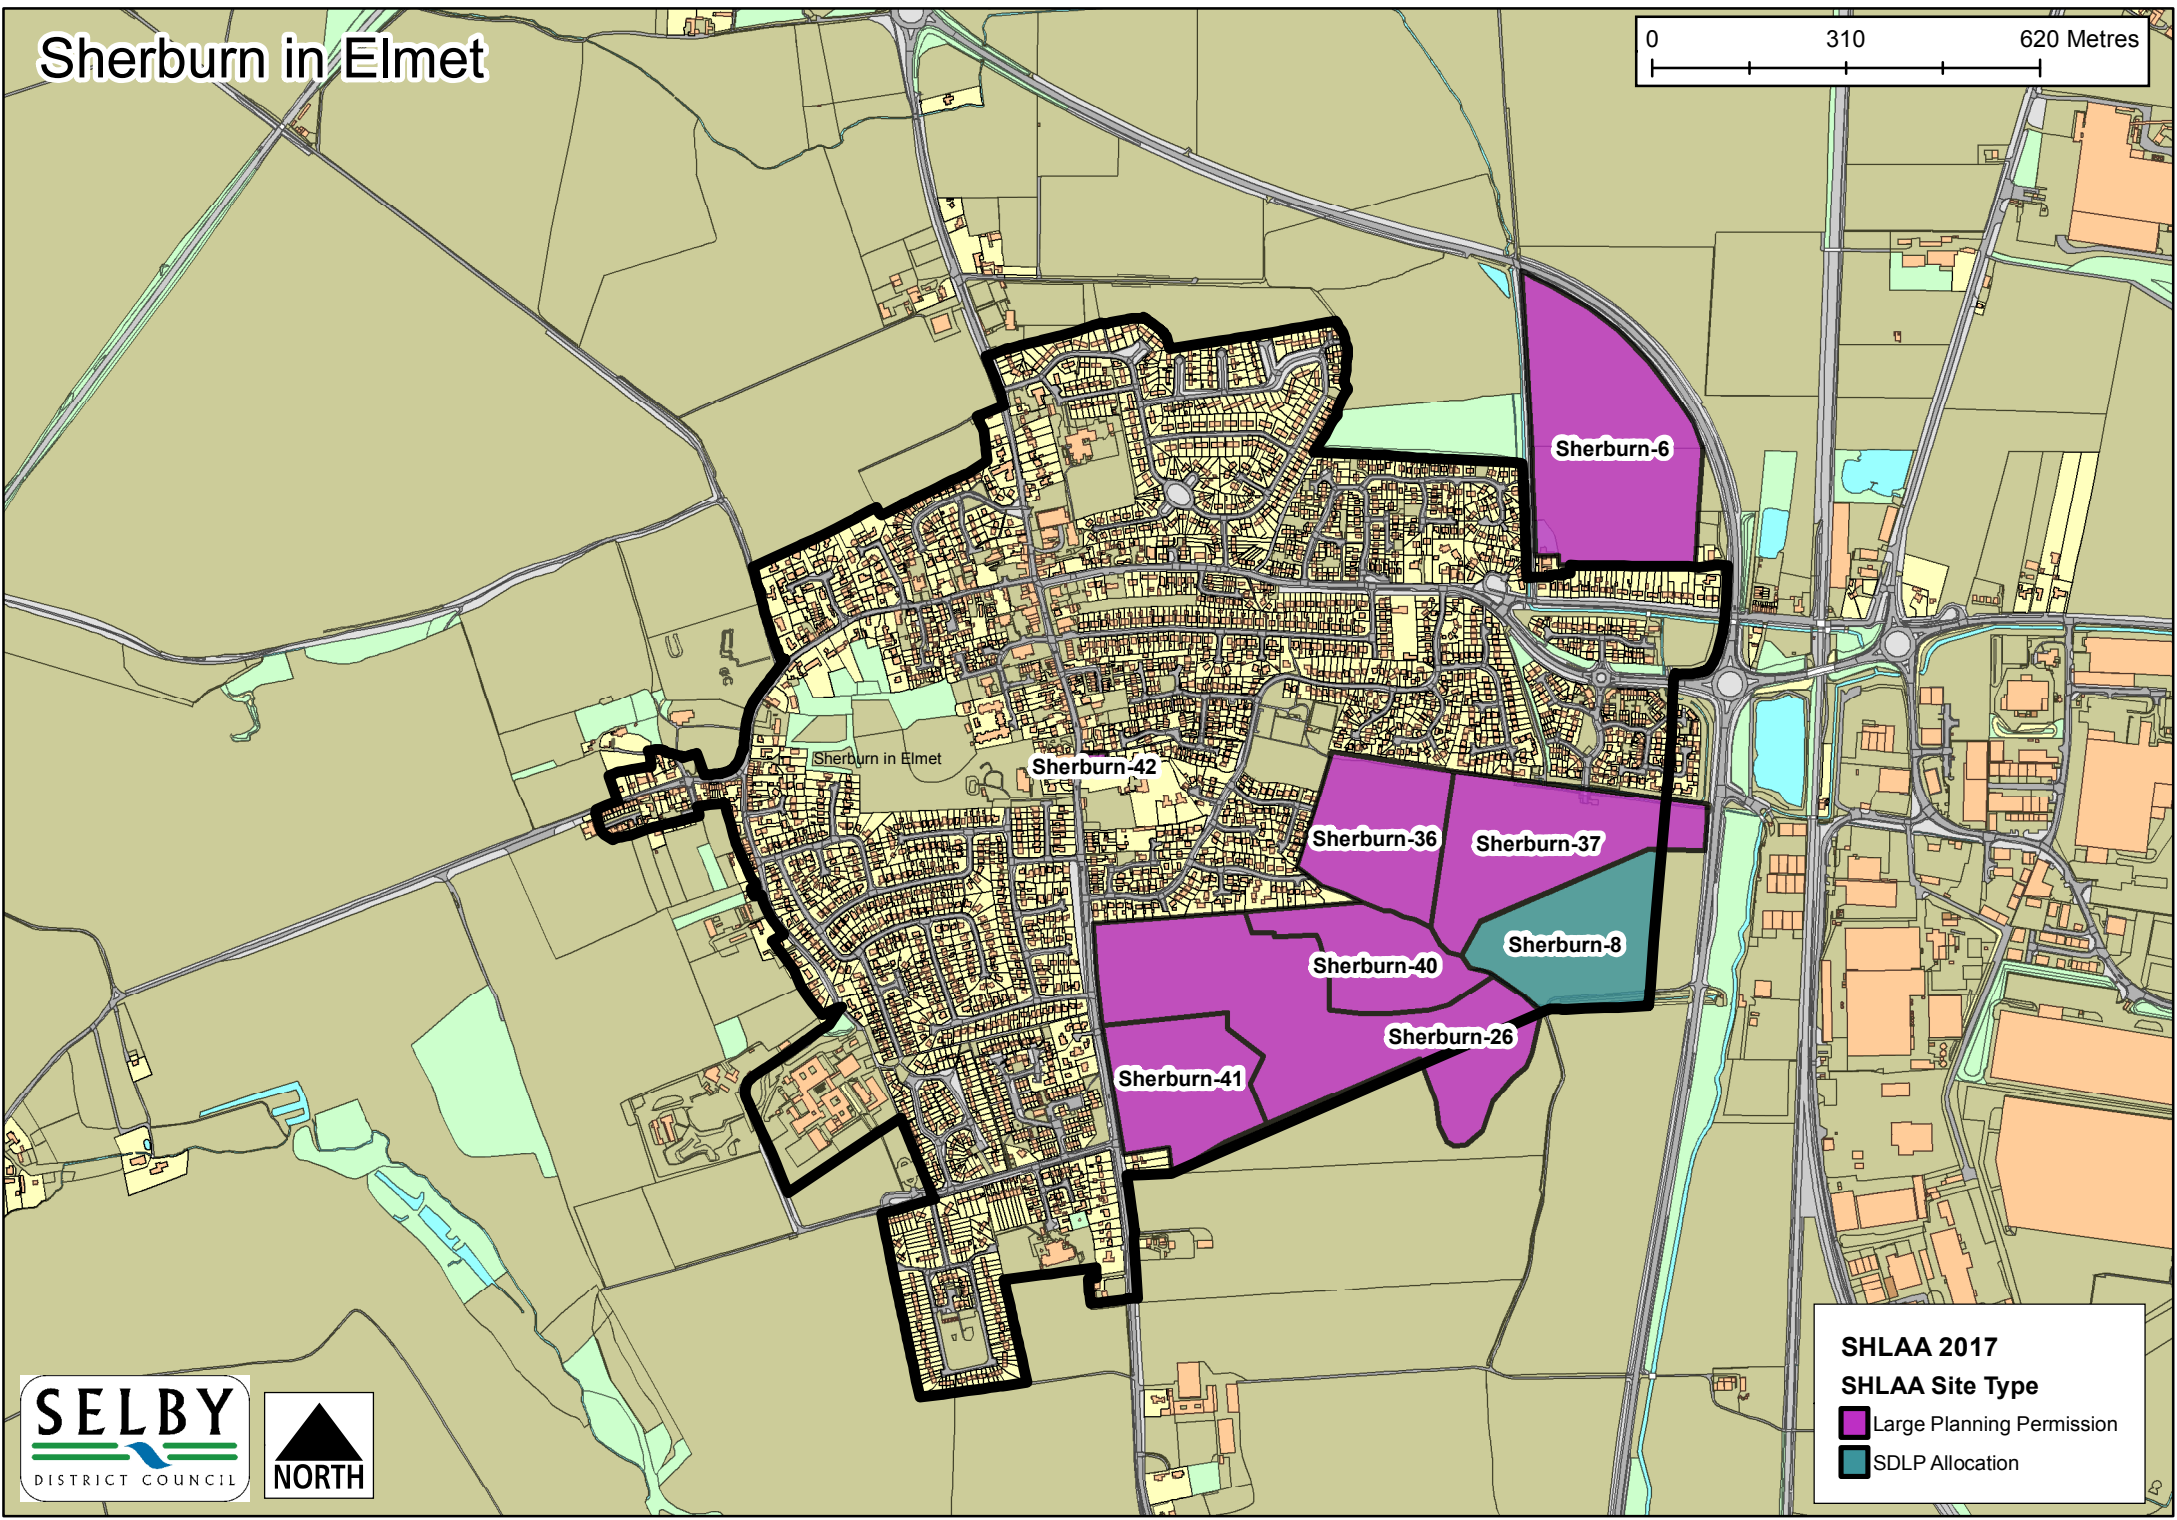 Sherburn in Elmet
0 310 620 Metres
Sherburn-6
Sherburn in Elmet
Sherburn-42
Sherburn-36
Sherburn-37
Sherburn-8
Sherburn-40
Sherburn-26
Sherburn-41
SHLAA 2017
SHLAA Site Type
Large Planning Permission
SDLP Allocation
SELBY
DISTRICT COUNCIL
NORTH